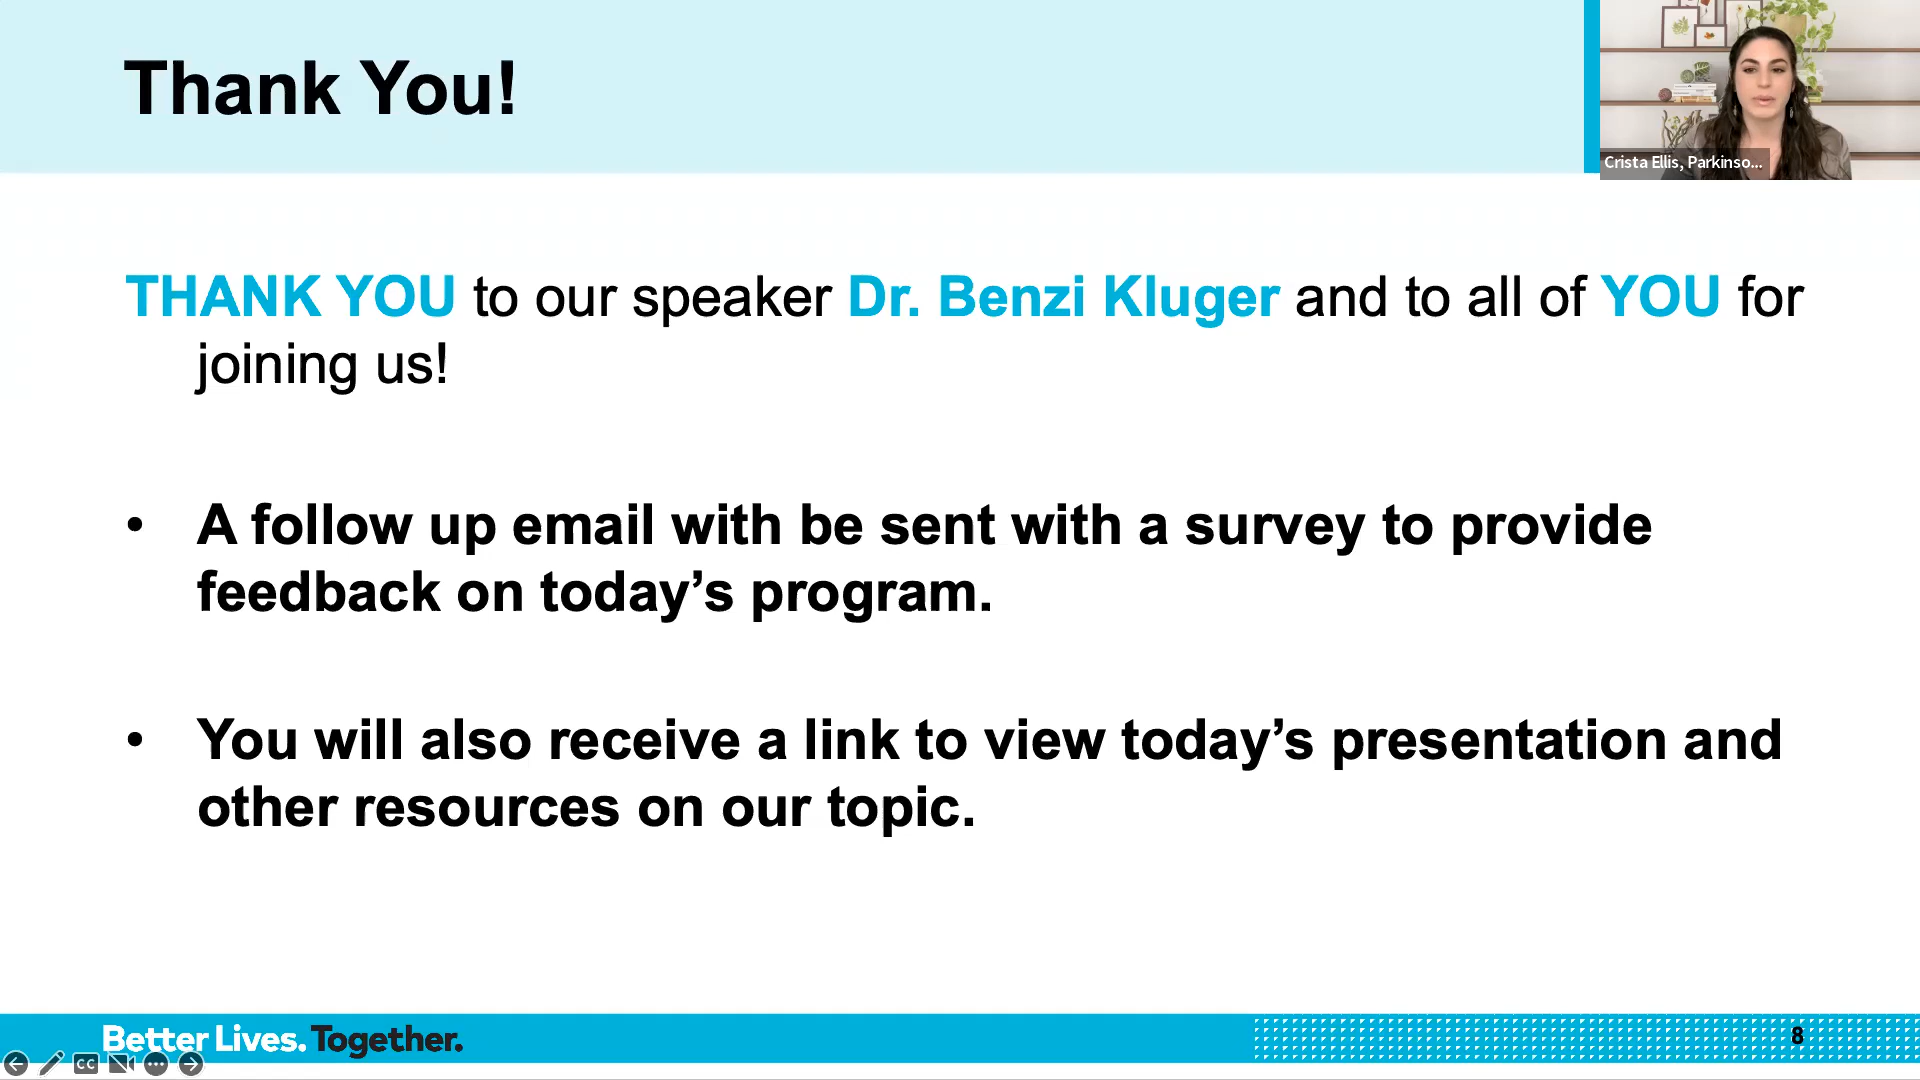 Thank You!
Crista Ellis, Parkinso...
THANK YOU to our speaker Dr. Benzi Kluger and to all of YOU for
joining us!
• A follow up email with be sent with a survey to provide
feedback on today’s program.
• You will also receive a link to view today’s presentation and
other resources on our topic.
Better Lives. Together.
8
CC